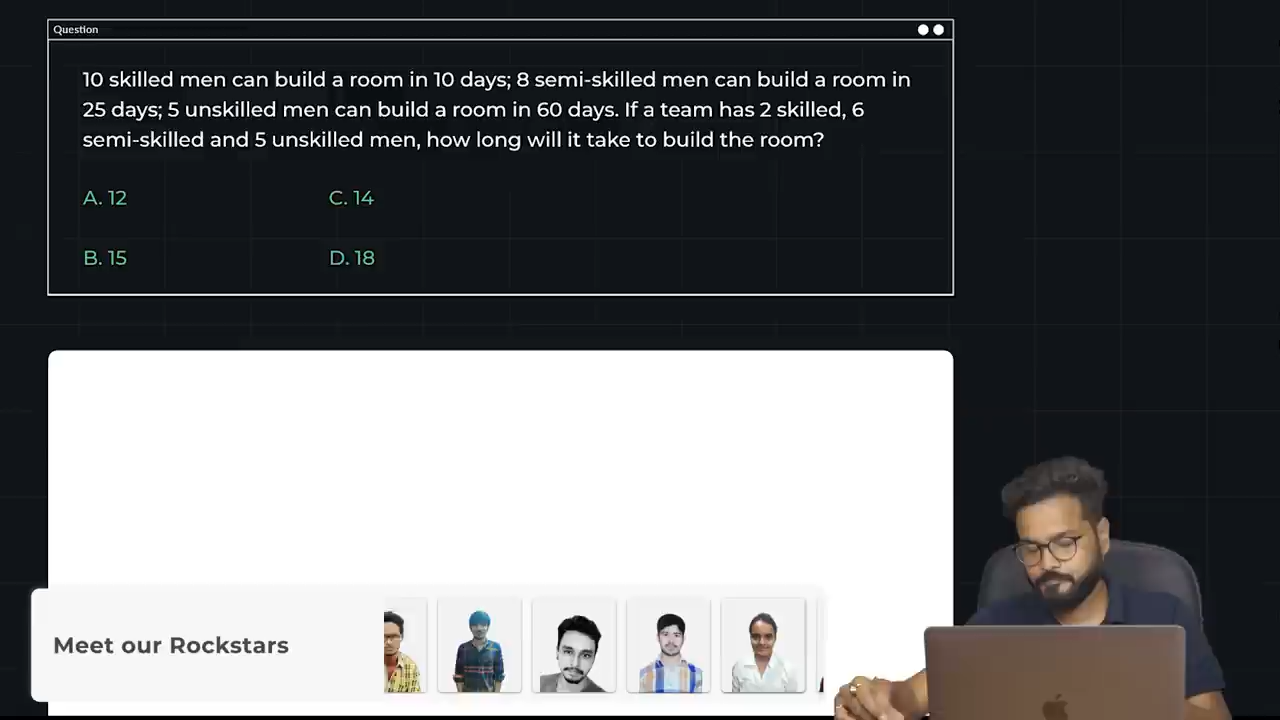 Question
10 skilled men can build a room in 10 days; 8 semi-skilled men can build a room in
25 days; 5 unskilled men can build a room in 60 days. If a team has 2 skilled, 6
semi-skilled and 5 unskilled men, how long will it take to build the room?
A. 12
C. 14
B. 15
D. 18
Meet our Rockstars